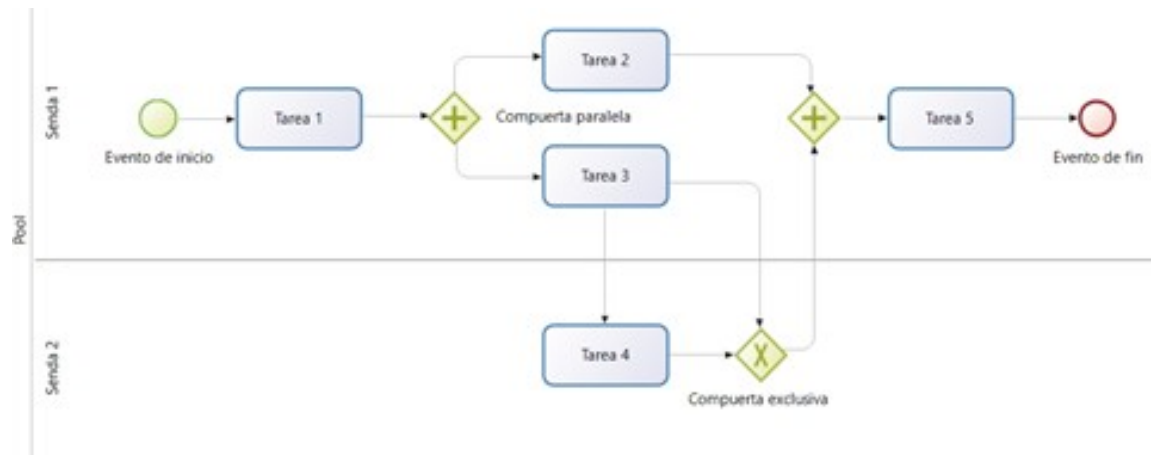 Pool
Senda 1
Evento de inicio
Tarea 1
Compuerta paralela
Tarea 2
Tarea 3
Tarea 5
Evento de fin
Senda 2
Tarea 4
Compuerta exclusiva